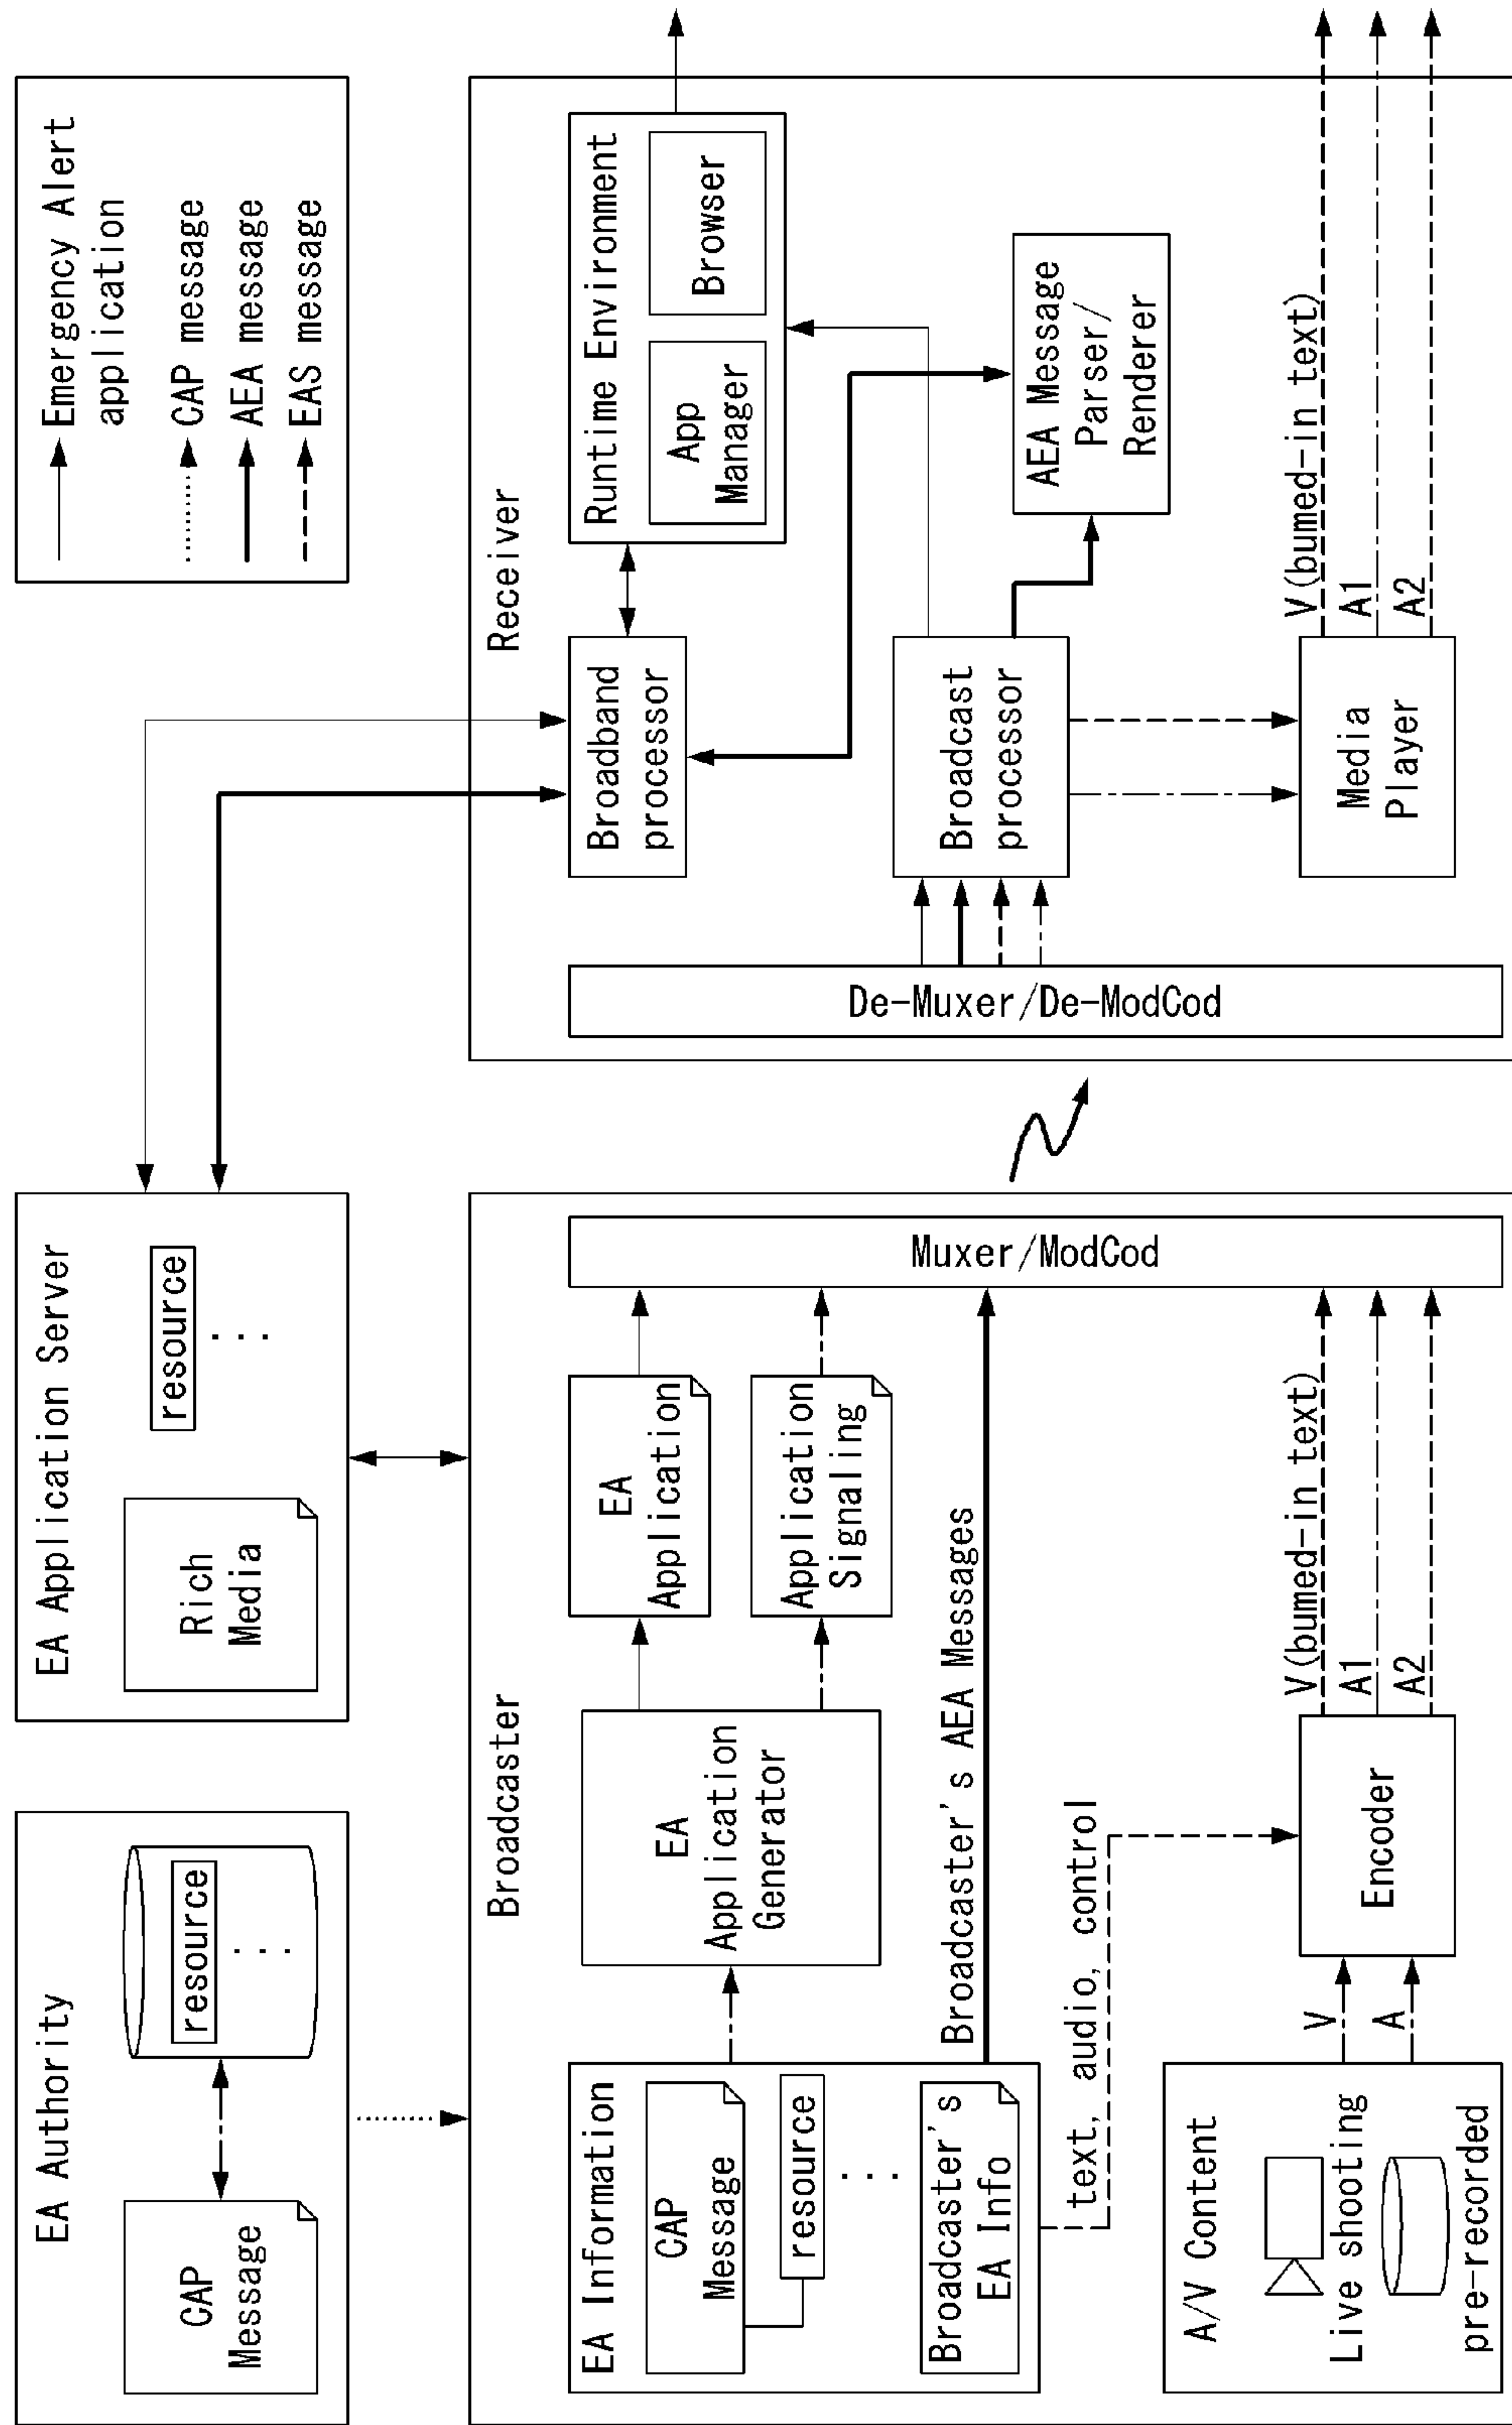 EA Authority
CAP
Message
resource
...
EA Application Server
Rich
Media
resource
...
Emergency Alert
application
CAP message
AEA message
EAS message
Broadcaster
EA Information
CAP
Message
resource
...
Broadcaster's
EA Info
EA
Application
Generator
EA
Application
Application
Signaling
Broadcaster's AEA Messages
text, audio, control
A/V Content
Live shooting
pre-recorded
V
A
Encoder
V(bumed-in text)
A1
A2
Muxer/ModCod
Receiver
De-Muxer/De-ModCod
Broadband
processor
Runtime Environment
App
Manager
Browser
Broadcast
processor
AEA Message
Parser/
Renderer
Media
Player
V(bumed-in text)
A1
A2